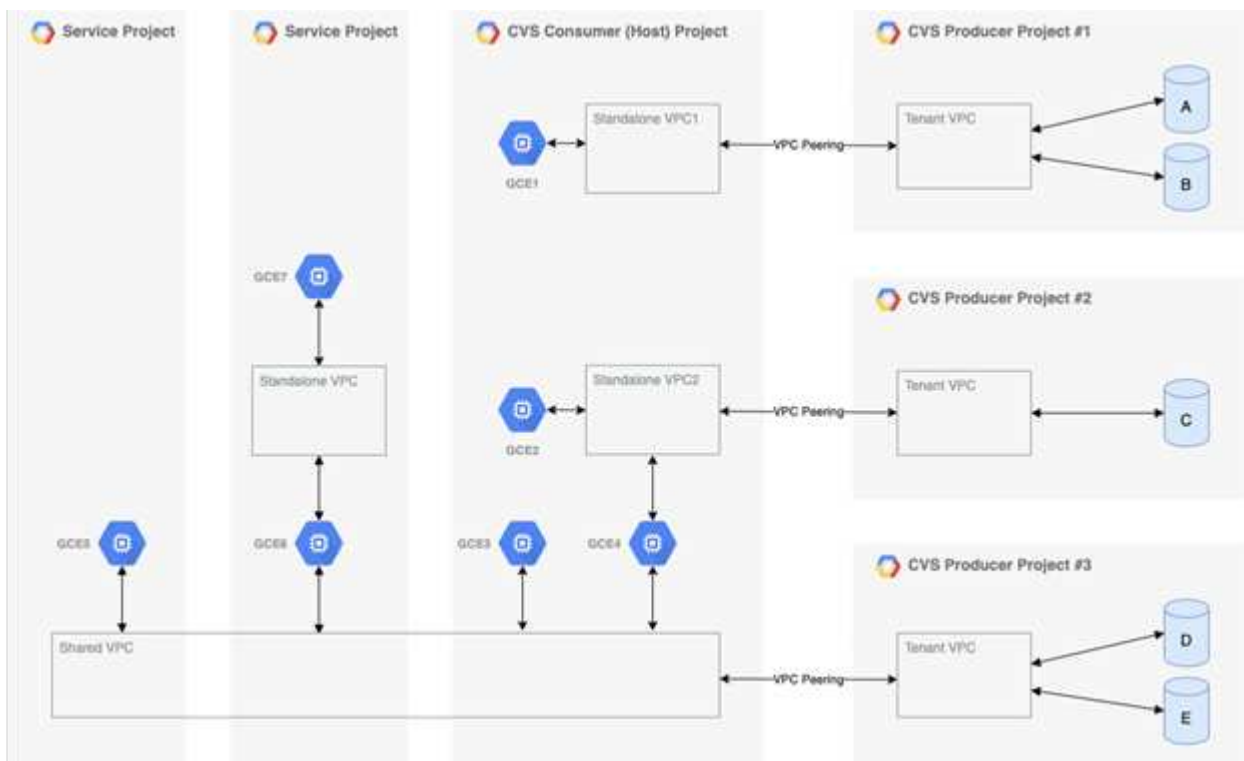 Service Project
Service Project
CVS Consumer (Host) Project
CVS Producer Project #1
Standalone VPC1
Tenant VPC
A
VPC Peering
GCE1
B
GCE7
CVS Producer Project #2
Standalone VPC
Standalone VPC2
Tenant VPC
VPC Peering
C
GCE2
GCE5
GCE6
GCE3
GCE4
CVS Producer Project #3
Shared VPC
Tenant VPC
D
VPC Peering
E